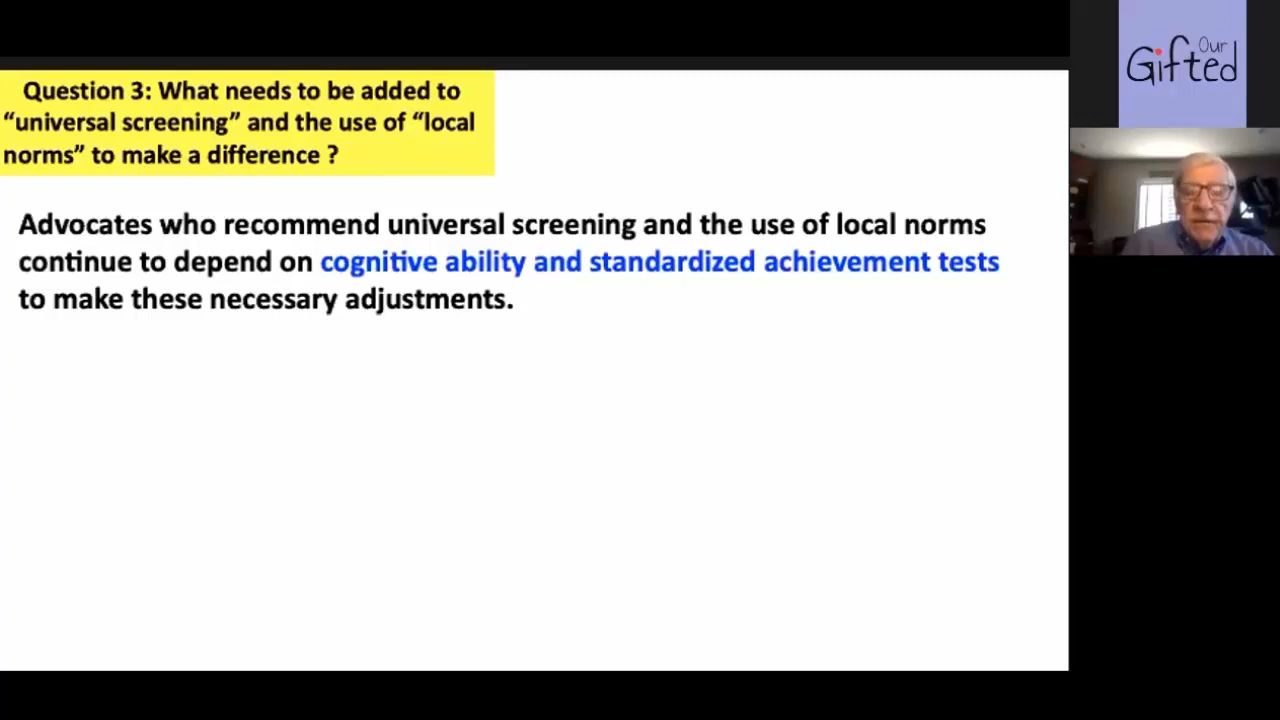 Question 3: What needs to be added to
“universal screening” and the use of “local
norms” to make a difference ?
Advocates who recommend universal screening and the use of local norms
continue to depend on cognitive ability and standardized achievement tests
to make these necessary adjustments.
Our
Gifted